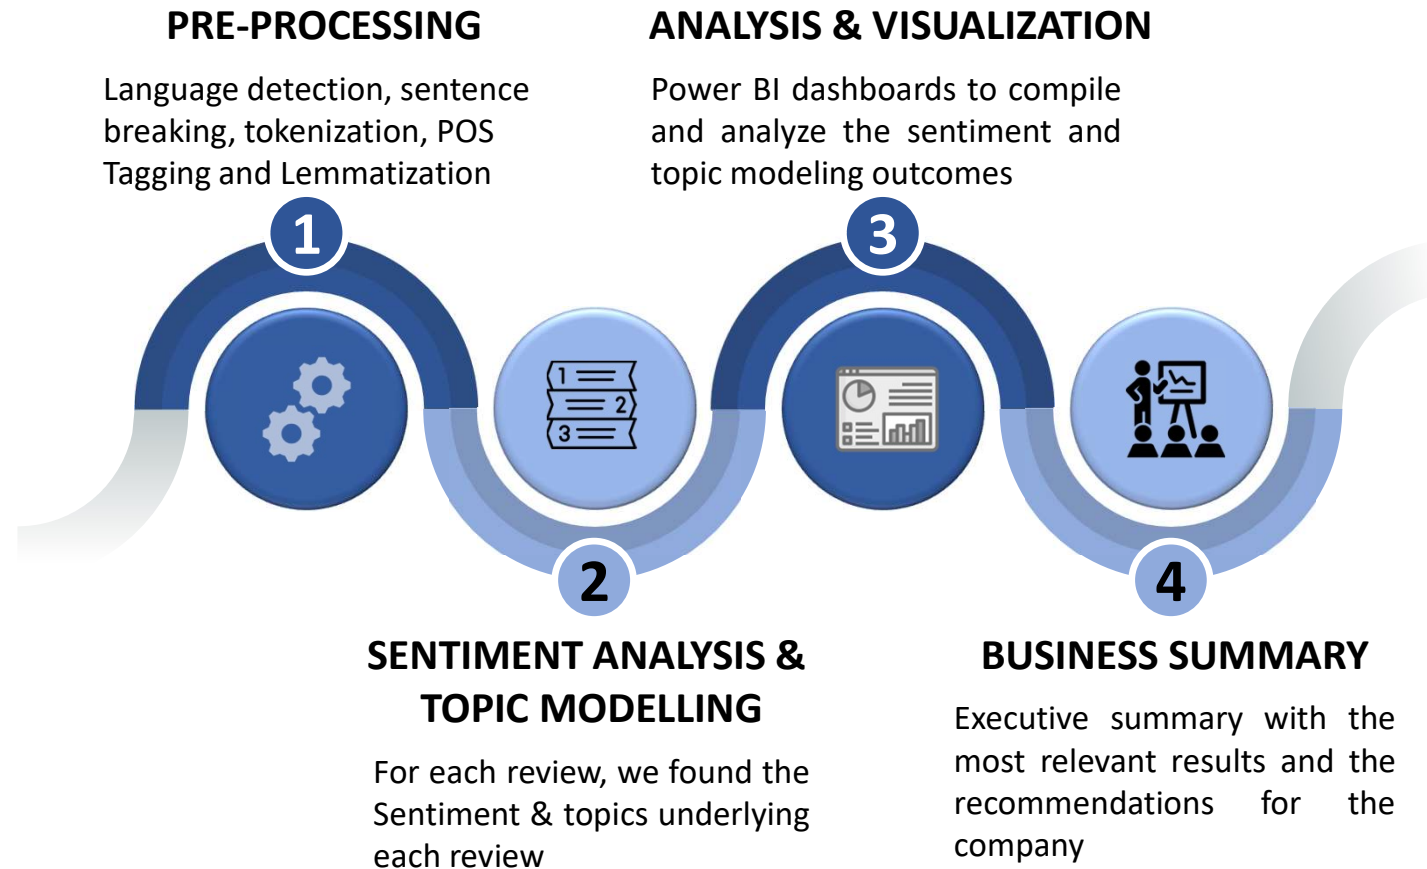 PRE-PROCESSING
Language detection, sentence
breaking, tokenization, POS
Tagging and Lemmatization
1
ANALYSIS & VISUALIZATION
Power BI dashboards to compile
and analyze the sentiment and
topic modeling outcomes
3
1
2
3
2
SENTIMENT ANALYSIS &
TOPIC MODELLING
For each review, we found the
Sentiment & topics underlying
each review
4
BUSINESS SUMMARY
Executive summary with the
most relevant results and the
recommendations for the
company